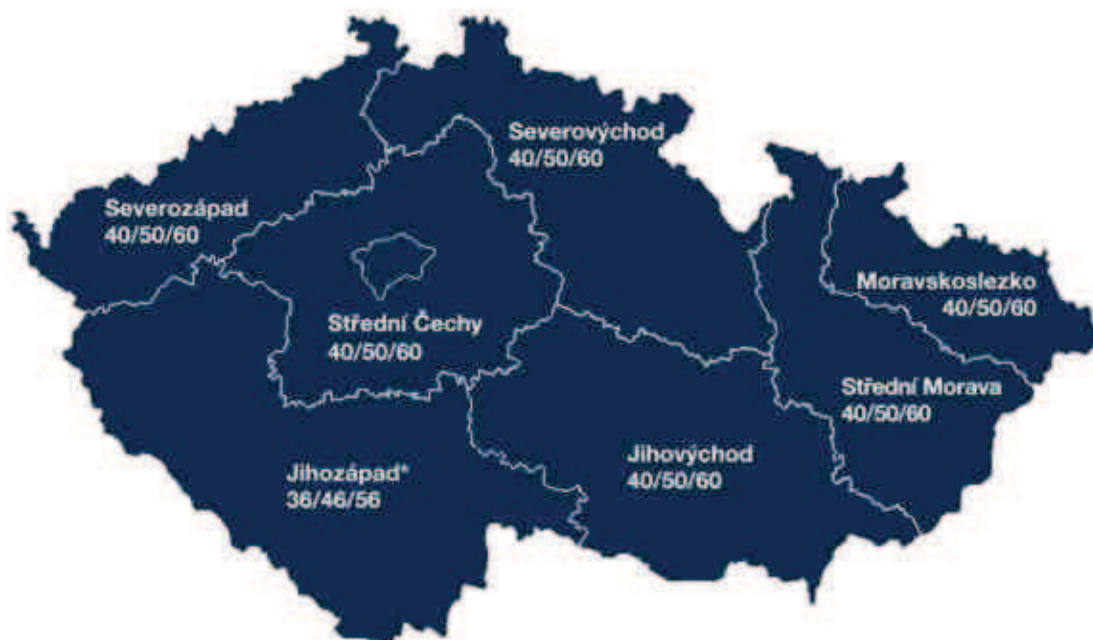 Severovýchod
40/50/60
Severozápad
40/50/60
Moravskoslezko
40/50/60
Střední Čechy
40/50/60
Střední Morava
40/50/60
Jihovýchod
40/50/60
Jihozápad*
36/46/56